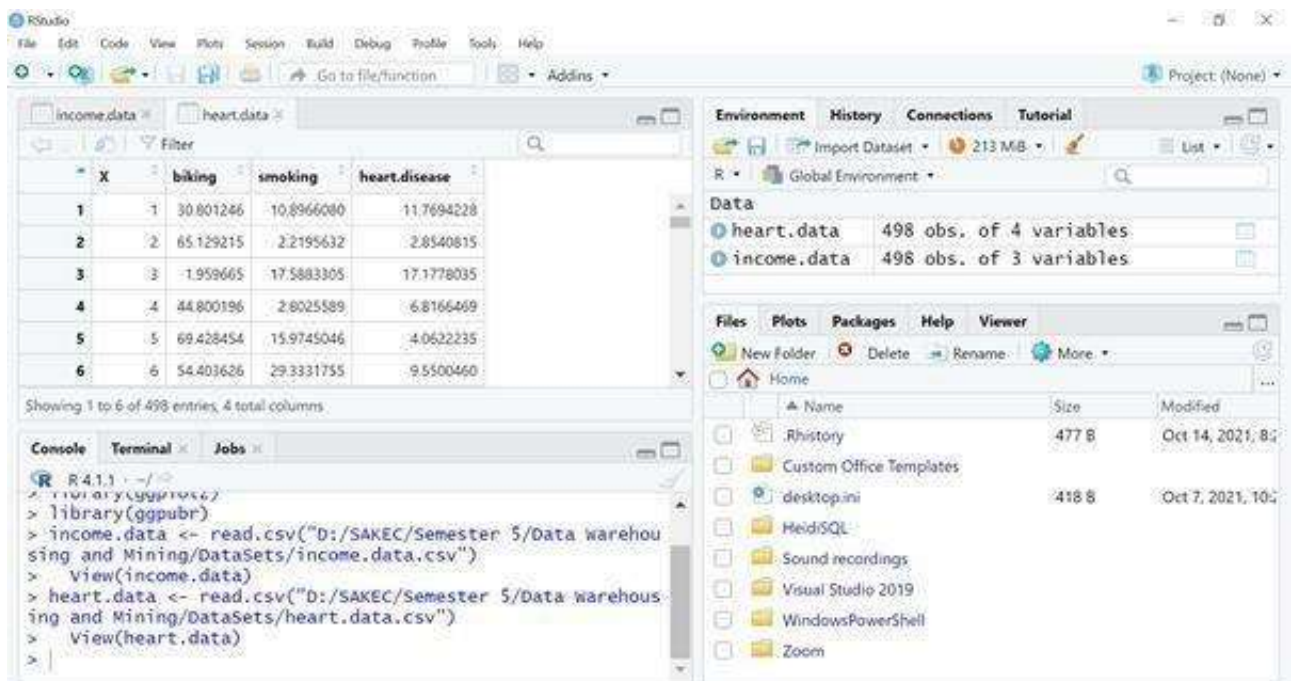 RStudio
File Edit Code View Plots Session Build Debug Profile Tools Help
Go to file/function Addins Project: (None)
income.data heart.data
Filter
X biking smoking heart.disease
1 1 30.801246 10.8966080 11.7694228
2 2 65.129215 2.2195632 2.8540815
3 3 1.959665 17.5883305 17.1778035
4 4 44.800196 2.8025589 6.8166469
5 5 69.428454 15.9745046 4.0622235
6 6 54.403626 29.3331755 9.5500460
Showing 1 to 6 of 498 entries, 4 total columns
Console Terminal Jobs
R 4.1.1 · ~/
> library(ggplot2)
> library(ggpubr)
> income.data <- read.csv("D:/SAKEC/Semester 5/Data Warehou
sing and Mining/DataSets/income.data.csv")
> View(income.data)
> heart.data <- read.csv("D:/SAKEC/Semester 5/Data Warehous
ing and Mining/DataSets/heart.data.csv")
> View(heart.data)
>
Environment History Connections Tutorial
Import Dataset 213 MiB List
R Global Environment
Data
heart.data 498 obs. of 4 variables
income.data 498 obs. of 3 variables
Files Plots Packages Help Viewer
New Folder Delete Rename More
Home ...
Name Size Modified
.Rhistory 477 B Oct 14, 2021, 8:2
Custom Office Templates
desktop.ini 418 B Oct 7, 2021, 10:2
HeidiSQL
Sound recordings
Visual Studio 2019
WindowsPowerShell
Zoom